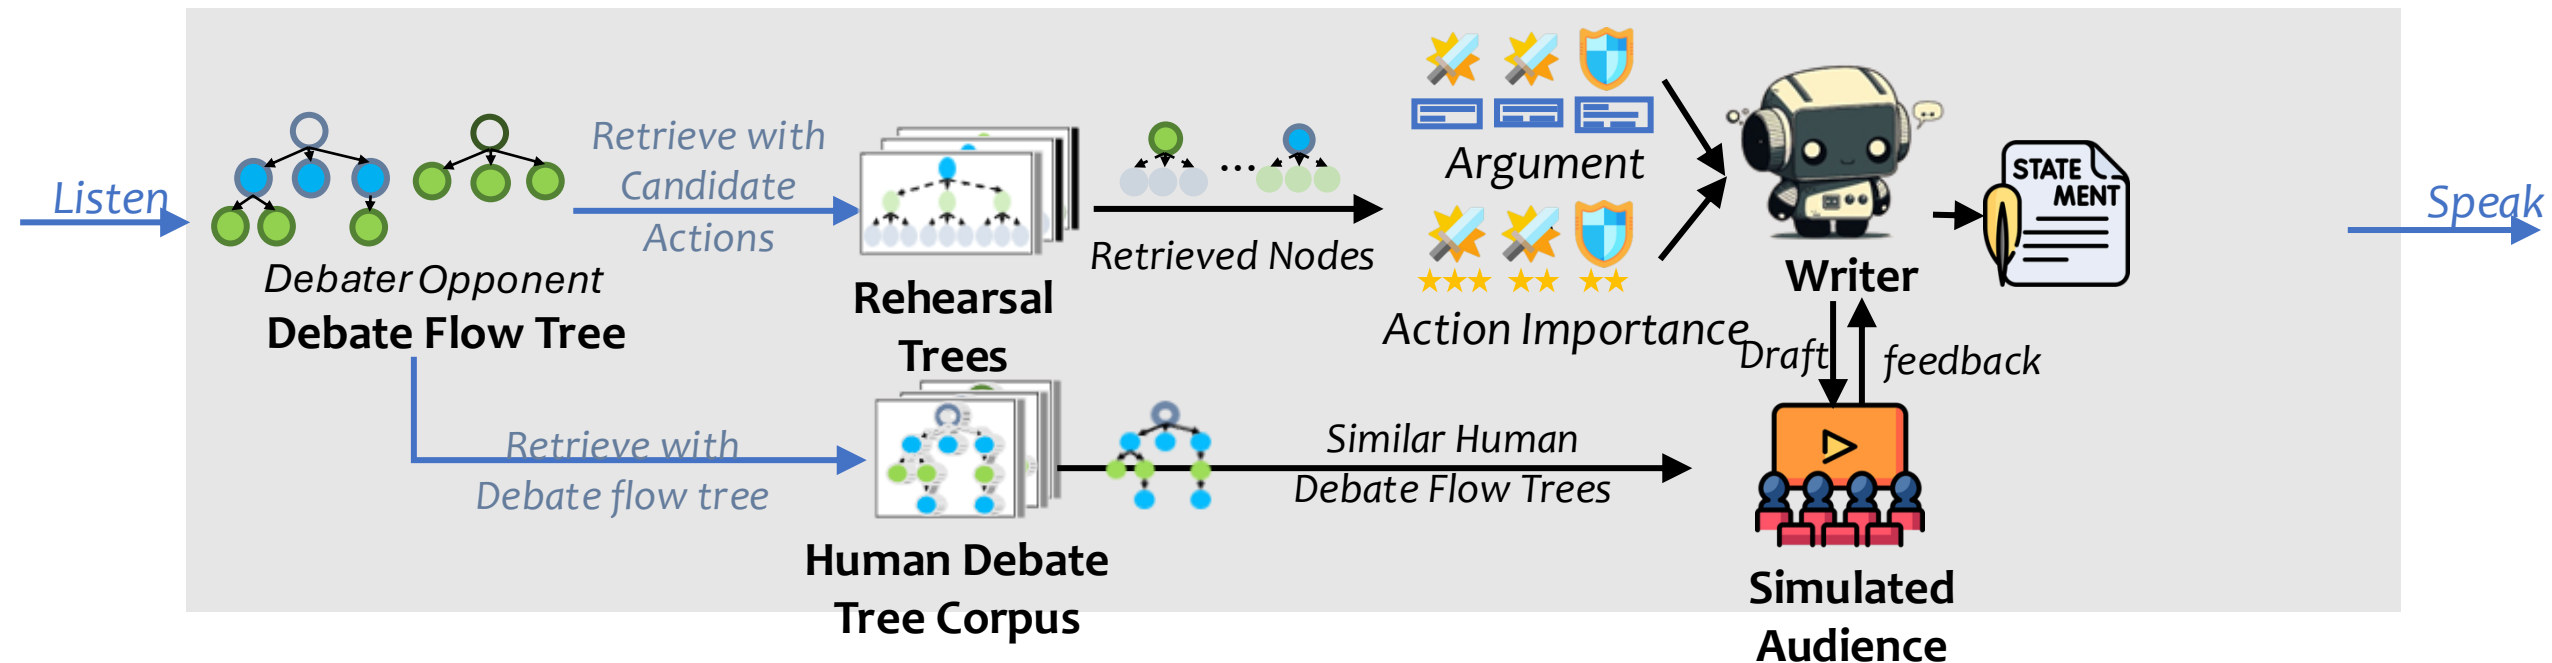 Listen
Debater Opponent
Debate Flow Tree
Retrieve with
Candidate
Actions
Rehearsal
Trees
Retrieved Nodes
Argument
Action Importance
Writer
STATE
MENT
Speak
Draft
feedback
Retrieve with
Debate flow tree
Human Debate
Tree Corpus
Similar Human
Debate Flow Trees
Simulated
Audience